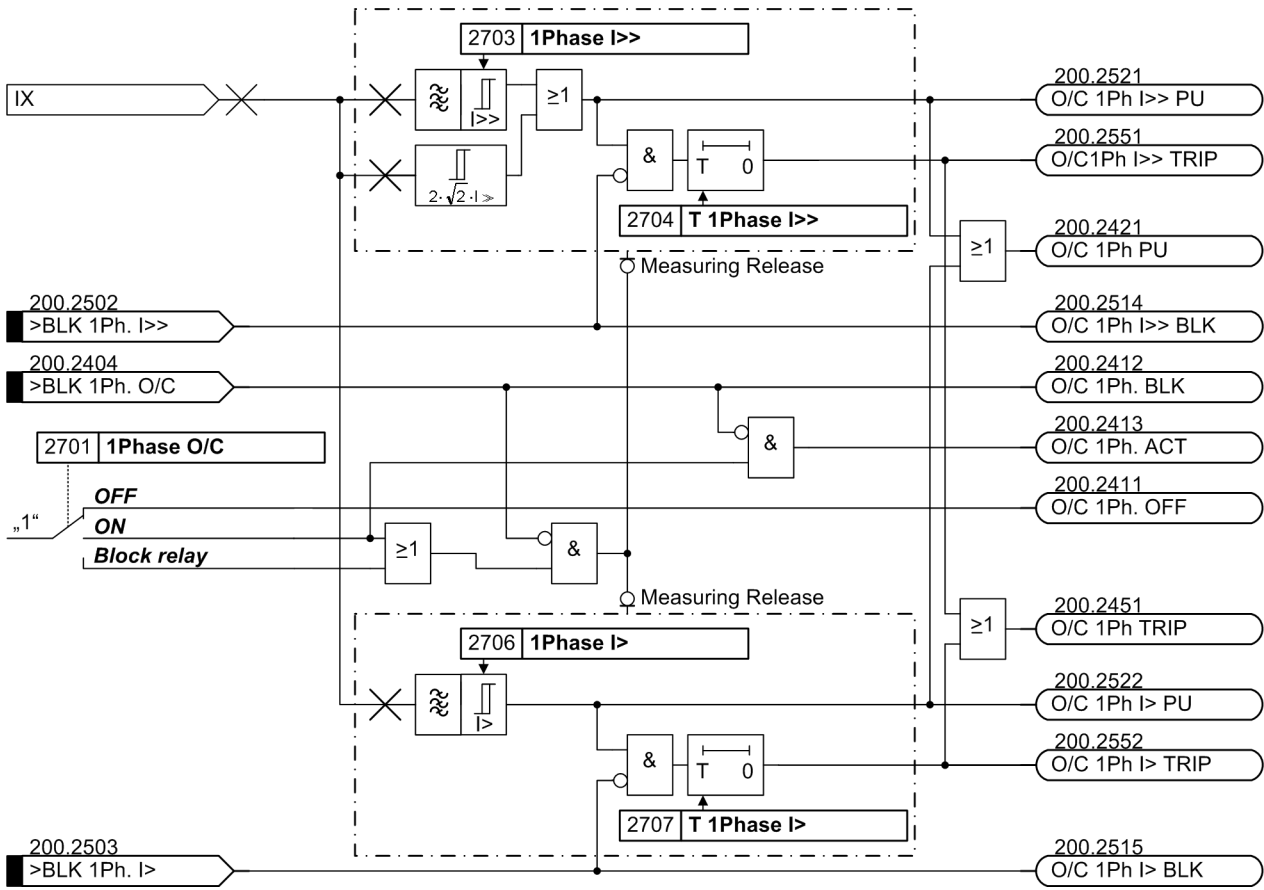 2703 1Phase I>>
IX
I>>
≥1
200.2521
O/C 1Ph I>> PU
2·√2·I>>
&
T 0
200.2551
O/C1Ph I>> TRIP
2704 T 1Phase I>>
200.2421
O/C 1Ph PU
≥1
Measuring Release
200.2502
>BLK 1Ph. I>>
200.2514
O/C 1Ph I>> BLK
200.2404
>BLK 1Ph. O/C
200.2412
O/C 1Ph. BLK
2701 1Phase O/C
&
200.2413
O/C 1Ph. ACT
„1“
OFF
ON
Block relay
200.2411
O/C 1Ph. OFF
≥1
&
Measuring Release
≥1
200.2451
O/C 1Ph TRIP
2706 1Phase I>
I>
200.2522
O/C 1Ph I> PU
&
T 0
200.2552
O/C 1Ph I> TRIP
2707 T 1Phase I>
200.2503
>BLK 1Ph. I>
200.2515
O/C 1Ph I> BLK